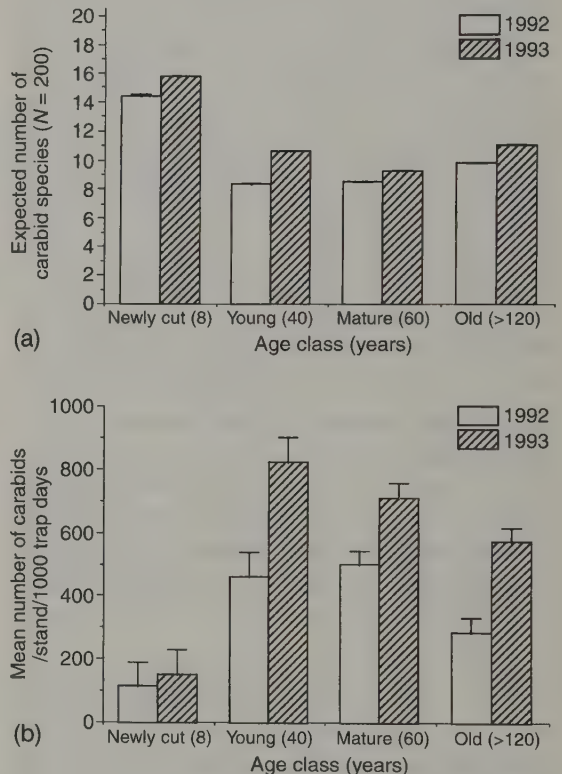 20
18
16
14
12
10
8
6
4
2
0
Expected number of
carabid species (N = 200)
1992
1993
Newly cut (8) Young (40) Mature (60) Old (>120)
Age class (years)
(a)
1000
800
600
400
200
0
Mean number of carabids
/stand/1000 trap days
1992
1993
Newly cut (8) Young (40) Mature (60) Old (>120)
Age class (years)
(b)